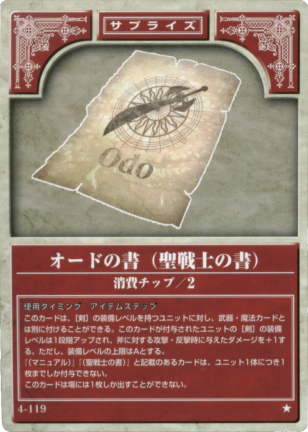 サプライズ
Odo
オードの書（聖戦士の書）
消費チップ／2
使用タイミング　アイテムステップ
このカードは、【剣】の装備レベルを持つユニットに対し、武器・魔法カードと
は別に付けることができる。このカードが付与されたユニットの【剣】の装備
レベルは1段階アップされ、斧に対する攻撃・反撃時に与えたダメージを＋1す
る。ただし、装備レベルの上限はAとする。
『（マニュアル）』『（聖戦士の書）』と記載のあるカードは、ユニット1体につき1
枚までしか付与できない。
このカードは場には1枚しか出すことができない。
4-119
★